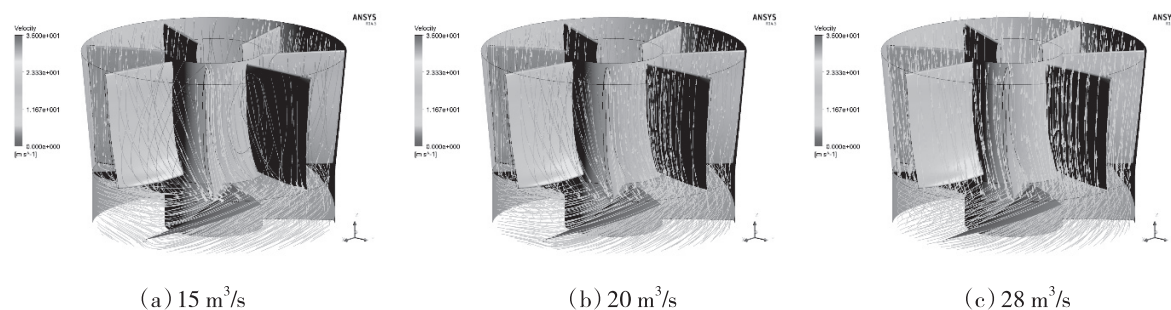 Velocity
3.500e+001
2.333e+001
1.167e+001
0.000e+000
[m s^-1]
ANSYS
(a) 15 m³/s
Velocity
3.500e+001
2.333e+001
1.167e+001
0.000e+000
[m s^-1]
ANSYS
(b) 20 m³/s
Velocity
3.500e+001
2.333e+001
1.167e+001
0.000e+000
[m s^-1]
ANSYS
(c) 28 m³/s